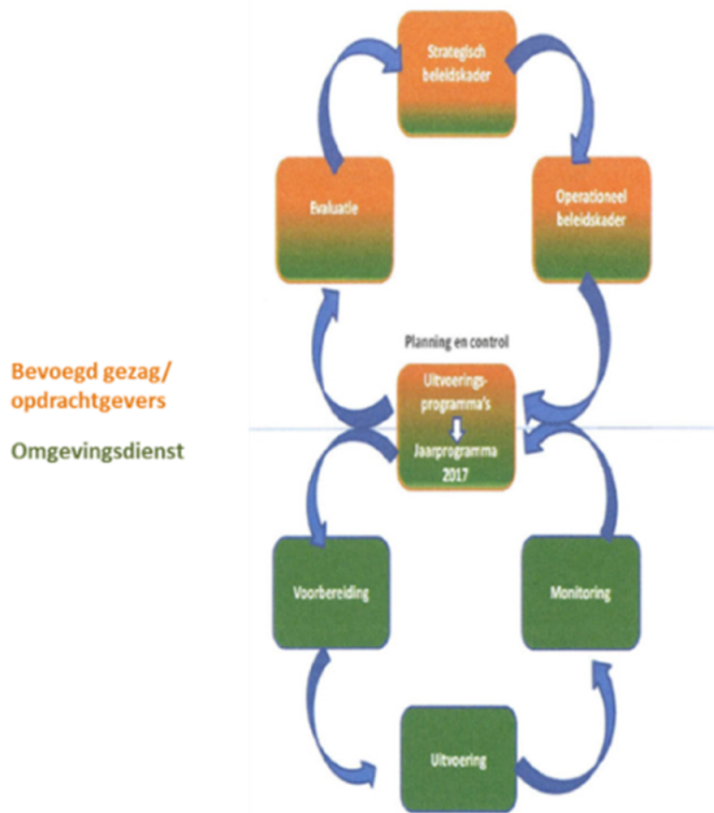 Strategisch
beleidskader
Evaluatie
Operationeel
beleidskader
Planning en control
Uitvoerings-
programma's
Jaarprogramma
2017
Bevoegd gezag/
opdrachtgevers
Omgevingsdienst
Voorbereiding
Monitoring
Uitvoering